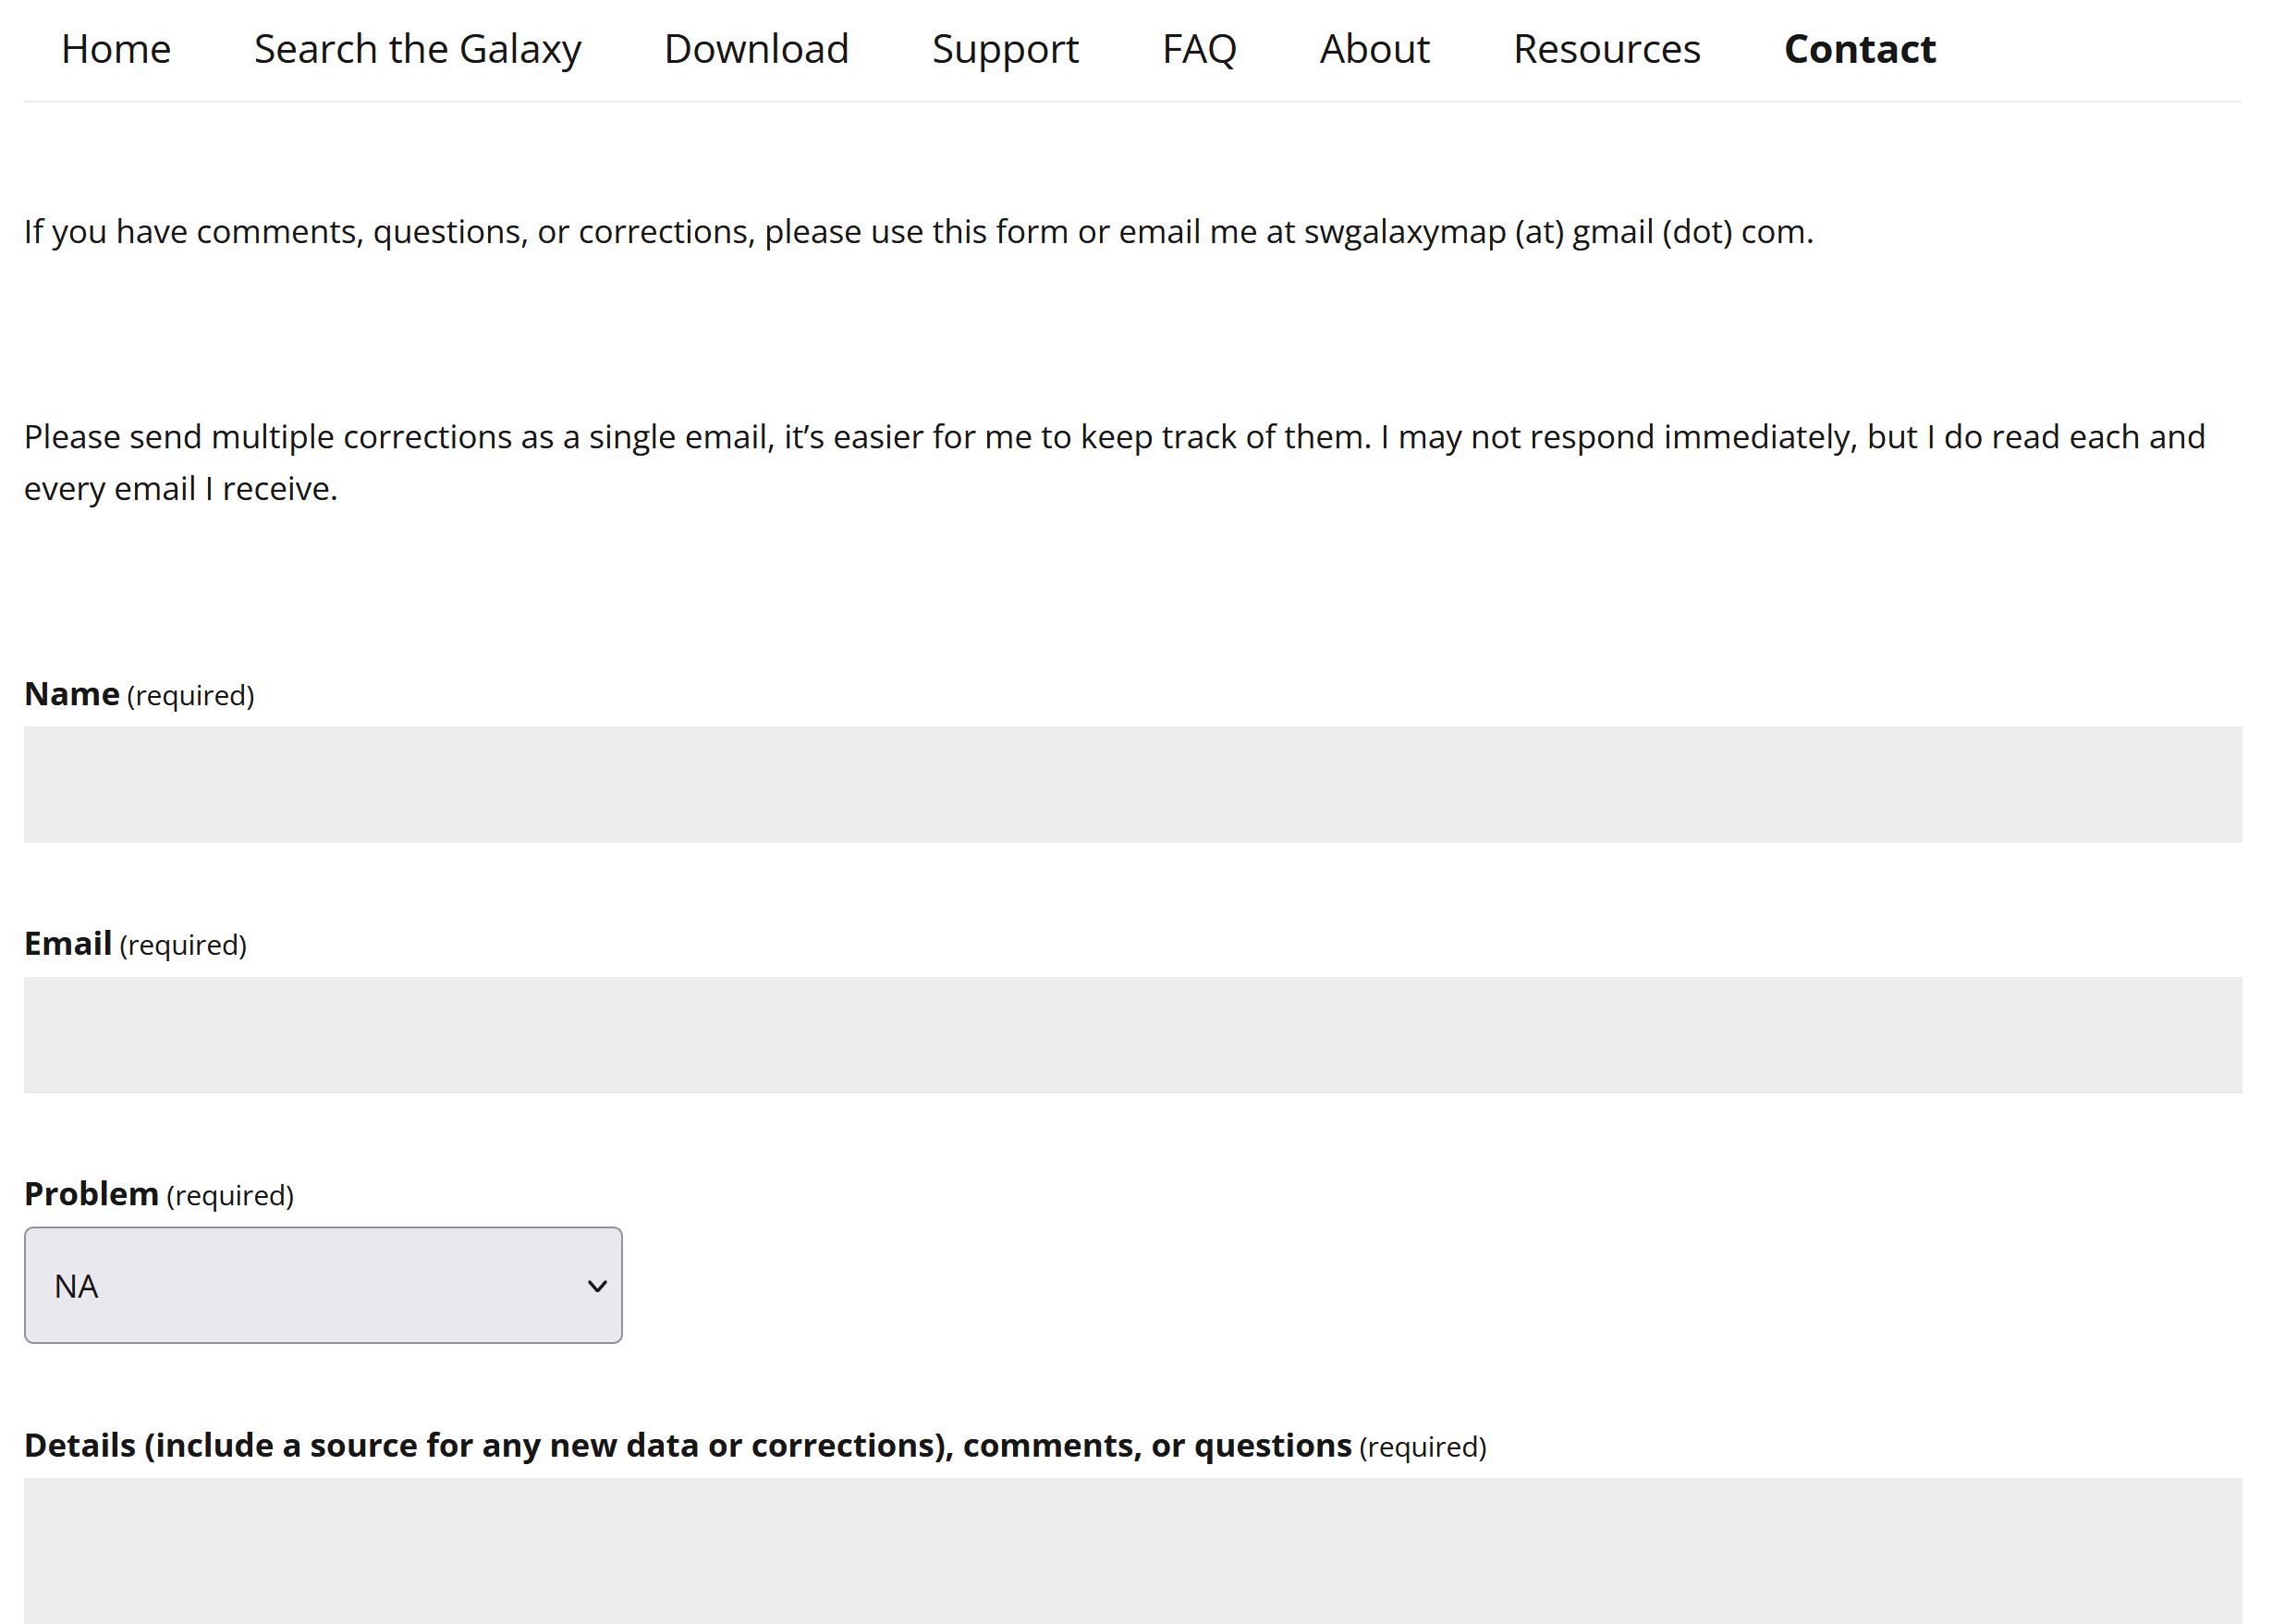 Home Search the Galaxy Download Support FAQ About Resources Contact
If you have comments, questions, or corrections, please use this form or email me at swgalaxymap (at) gmail (dot) com.
Please send multiple corrections as a single email, it’s easier for me to keep track of them. I may not respond immediately, but I do read each and
every email I receive.
Name (required)
Email (required)
Problem (required)
NA
Details (include a source for any new data or corrections), comments, or questions (required)